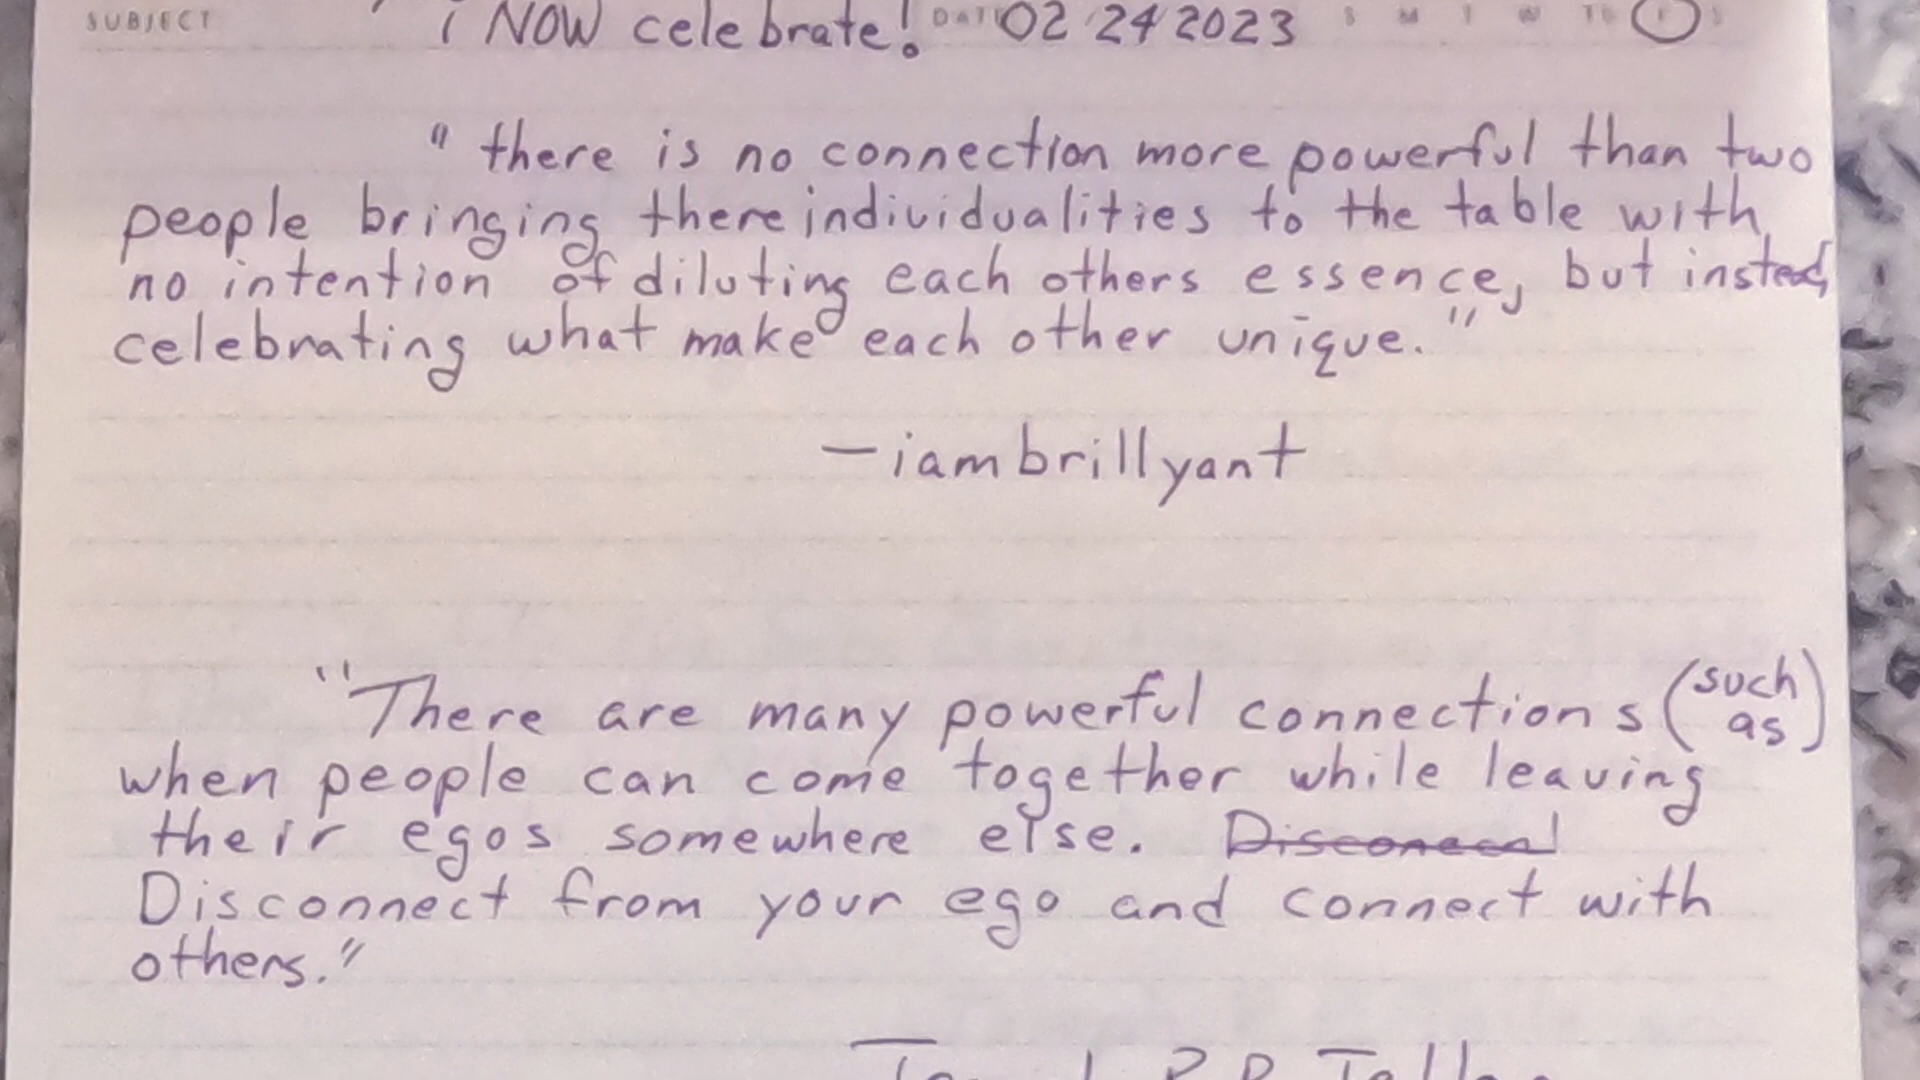 SUBJECT i NOW celebrate! DATE 02 24 2023 S M T W TH F S
"there is no connection more powerful than two
people bringing there individualities to the table with
no intention of diluting each others essence, but instead
celebrating what make each other unique."
-iambrillyant
"There are many powerful connections (such as)
when people can come together while leaving
their egos somewhere else.
Disconnect from your ego and connect with
others."